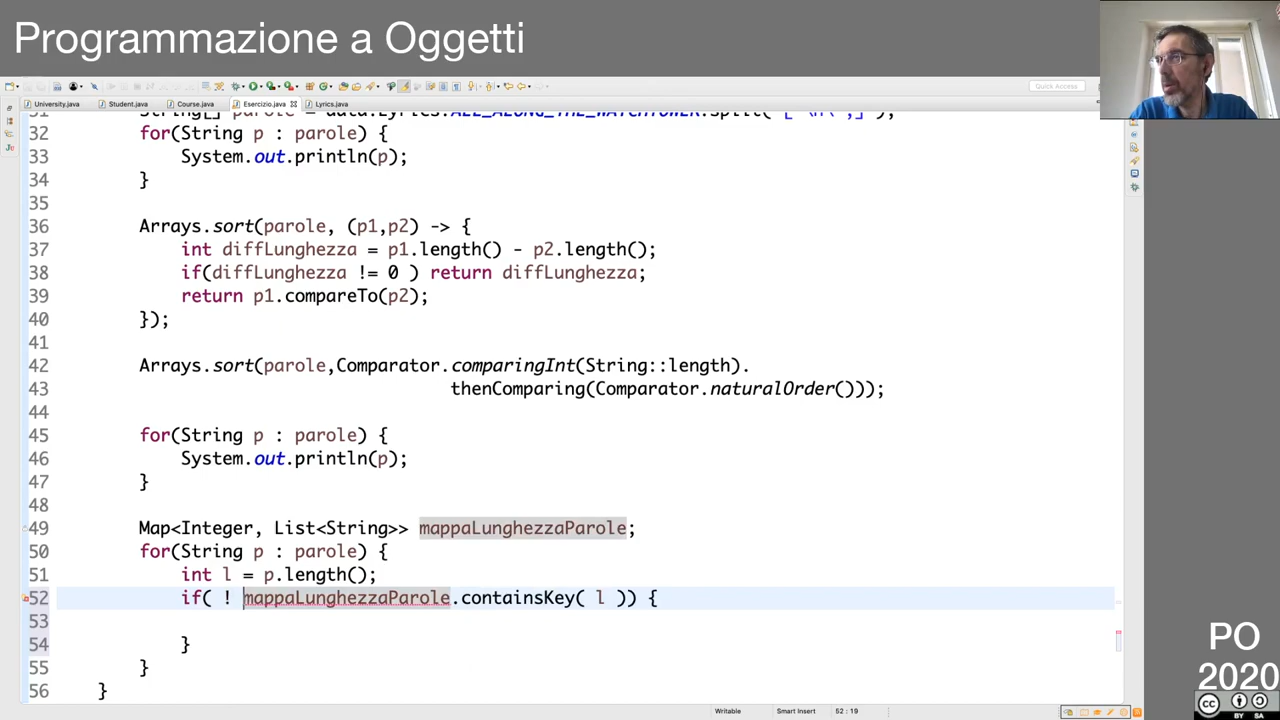 Programmazione a Oggetti
Quick Access
University.java
Student.java
Course.java
Esercizio.java
Lyrics.java
32 for(String p : parole) {
33 System.out.println(p);
34 }
35
36 Arrays.sort(parole, (p1,p2) -> {
37 int diffLunghezza = p1.length() - p2.length();
38 if(diffLunghezza != 0 ) return diffLunghezza;
39 return p1.compareTo(p2);
40 });
41
42 Arrays.sort(parole,Comparator.comparingInt(String::length).
43 thenComparing(Comparator.naturalOrder()));
44
45 for(String p : parole) {
46 System.out.println(p);
47 }
48
49 Map<Integer, List<String>> mappaLunghezzaParole;
50 for(String p : parole) {
51 int l = p.length();
52 if( ! mappaLunghezzaParole.containsKey( l )) {
53
54 }
55 }
56 }
Writable
Smart Insert
52 : 19
PO
2020
CC
BY SA